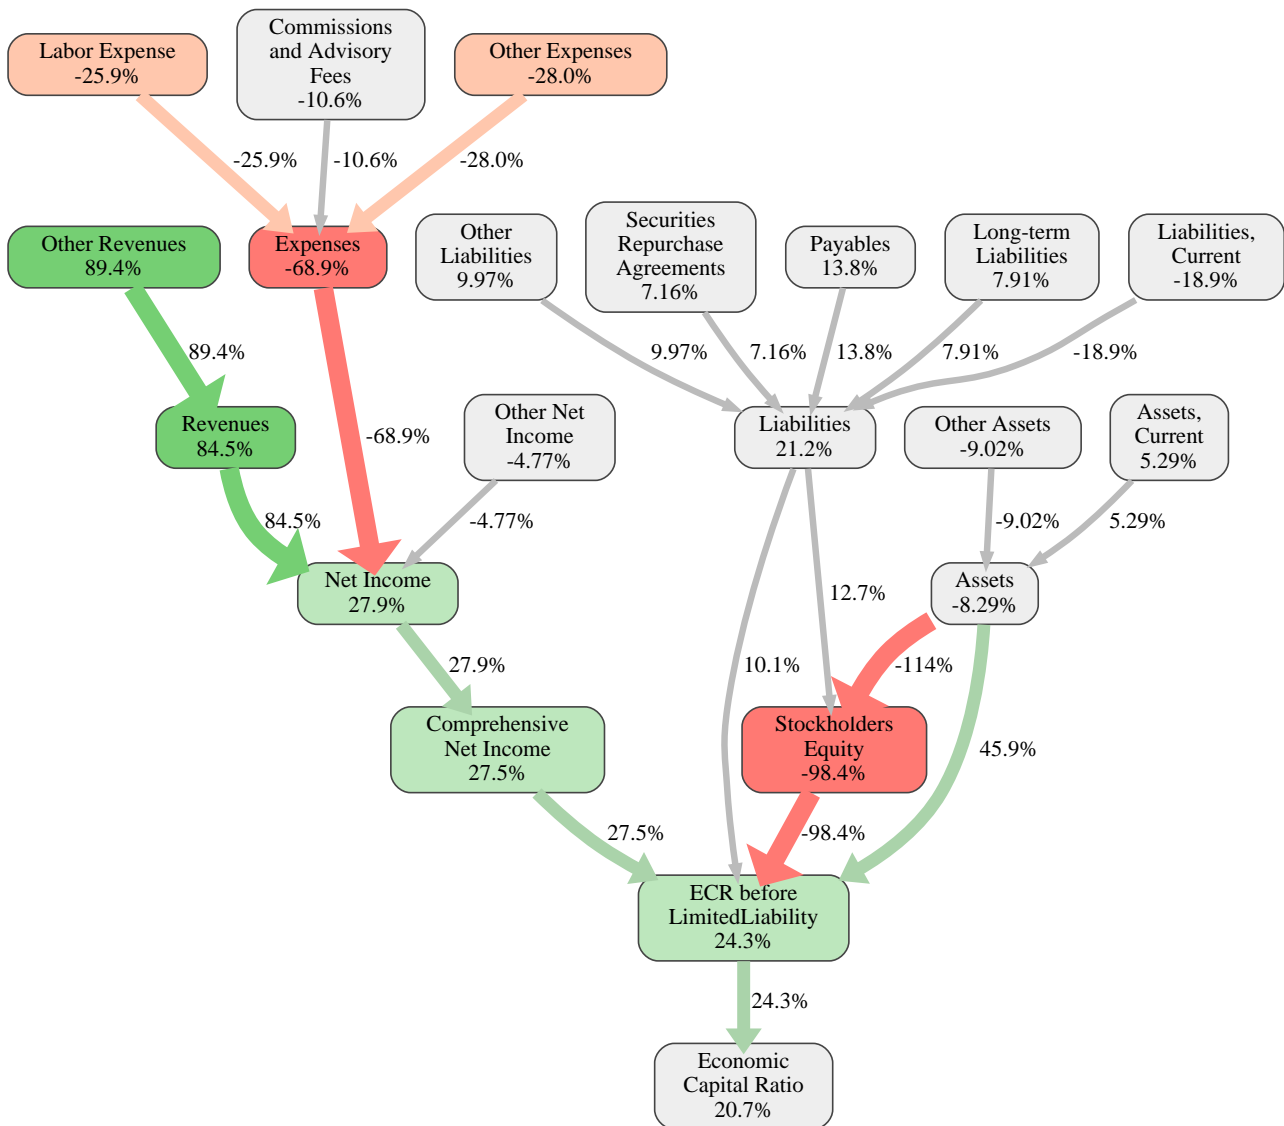 Labor Expense
-25.9%
Commissions
and Advisory
Fees
-10.6%
Other Expenses
-28.0%
-25.9%
-10.6%
-28.0%
Other Revenues
89.4%
Expenses
-68.9%
Other
Liabilities
9.97%
Securities
Repurchase
Agreements
7.16%
Payables
13.8%
Long-term
Liabilities
7.91%
Liabilities,
Current
-18.9%
89.4%
-68.9%
9.97%
7.16%
13.8%
7.91%
-18.9%
Revenues
84.5%
Other Net
Income
-4.77%
Liabilities
21.2%
Other Assets
-9.02%
Assets,
Current
5.29%
84.5%
-4.77%
-9.02%
5.29%
Net Income
27.9%
12.7%
Assets
-8.29%
27.9%
10.1%
-114%
Comprehensive
Net Income
27.5%
Stockholders
Equity
-98.4%
45.9%
27.5%
-98.4%
ECR before
LimitedLiability
24.3%
24.3%
Economic
Capital Ratio
20.7%